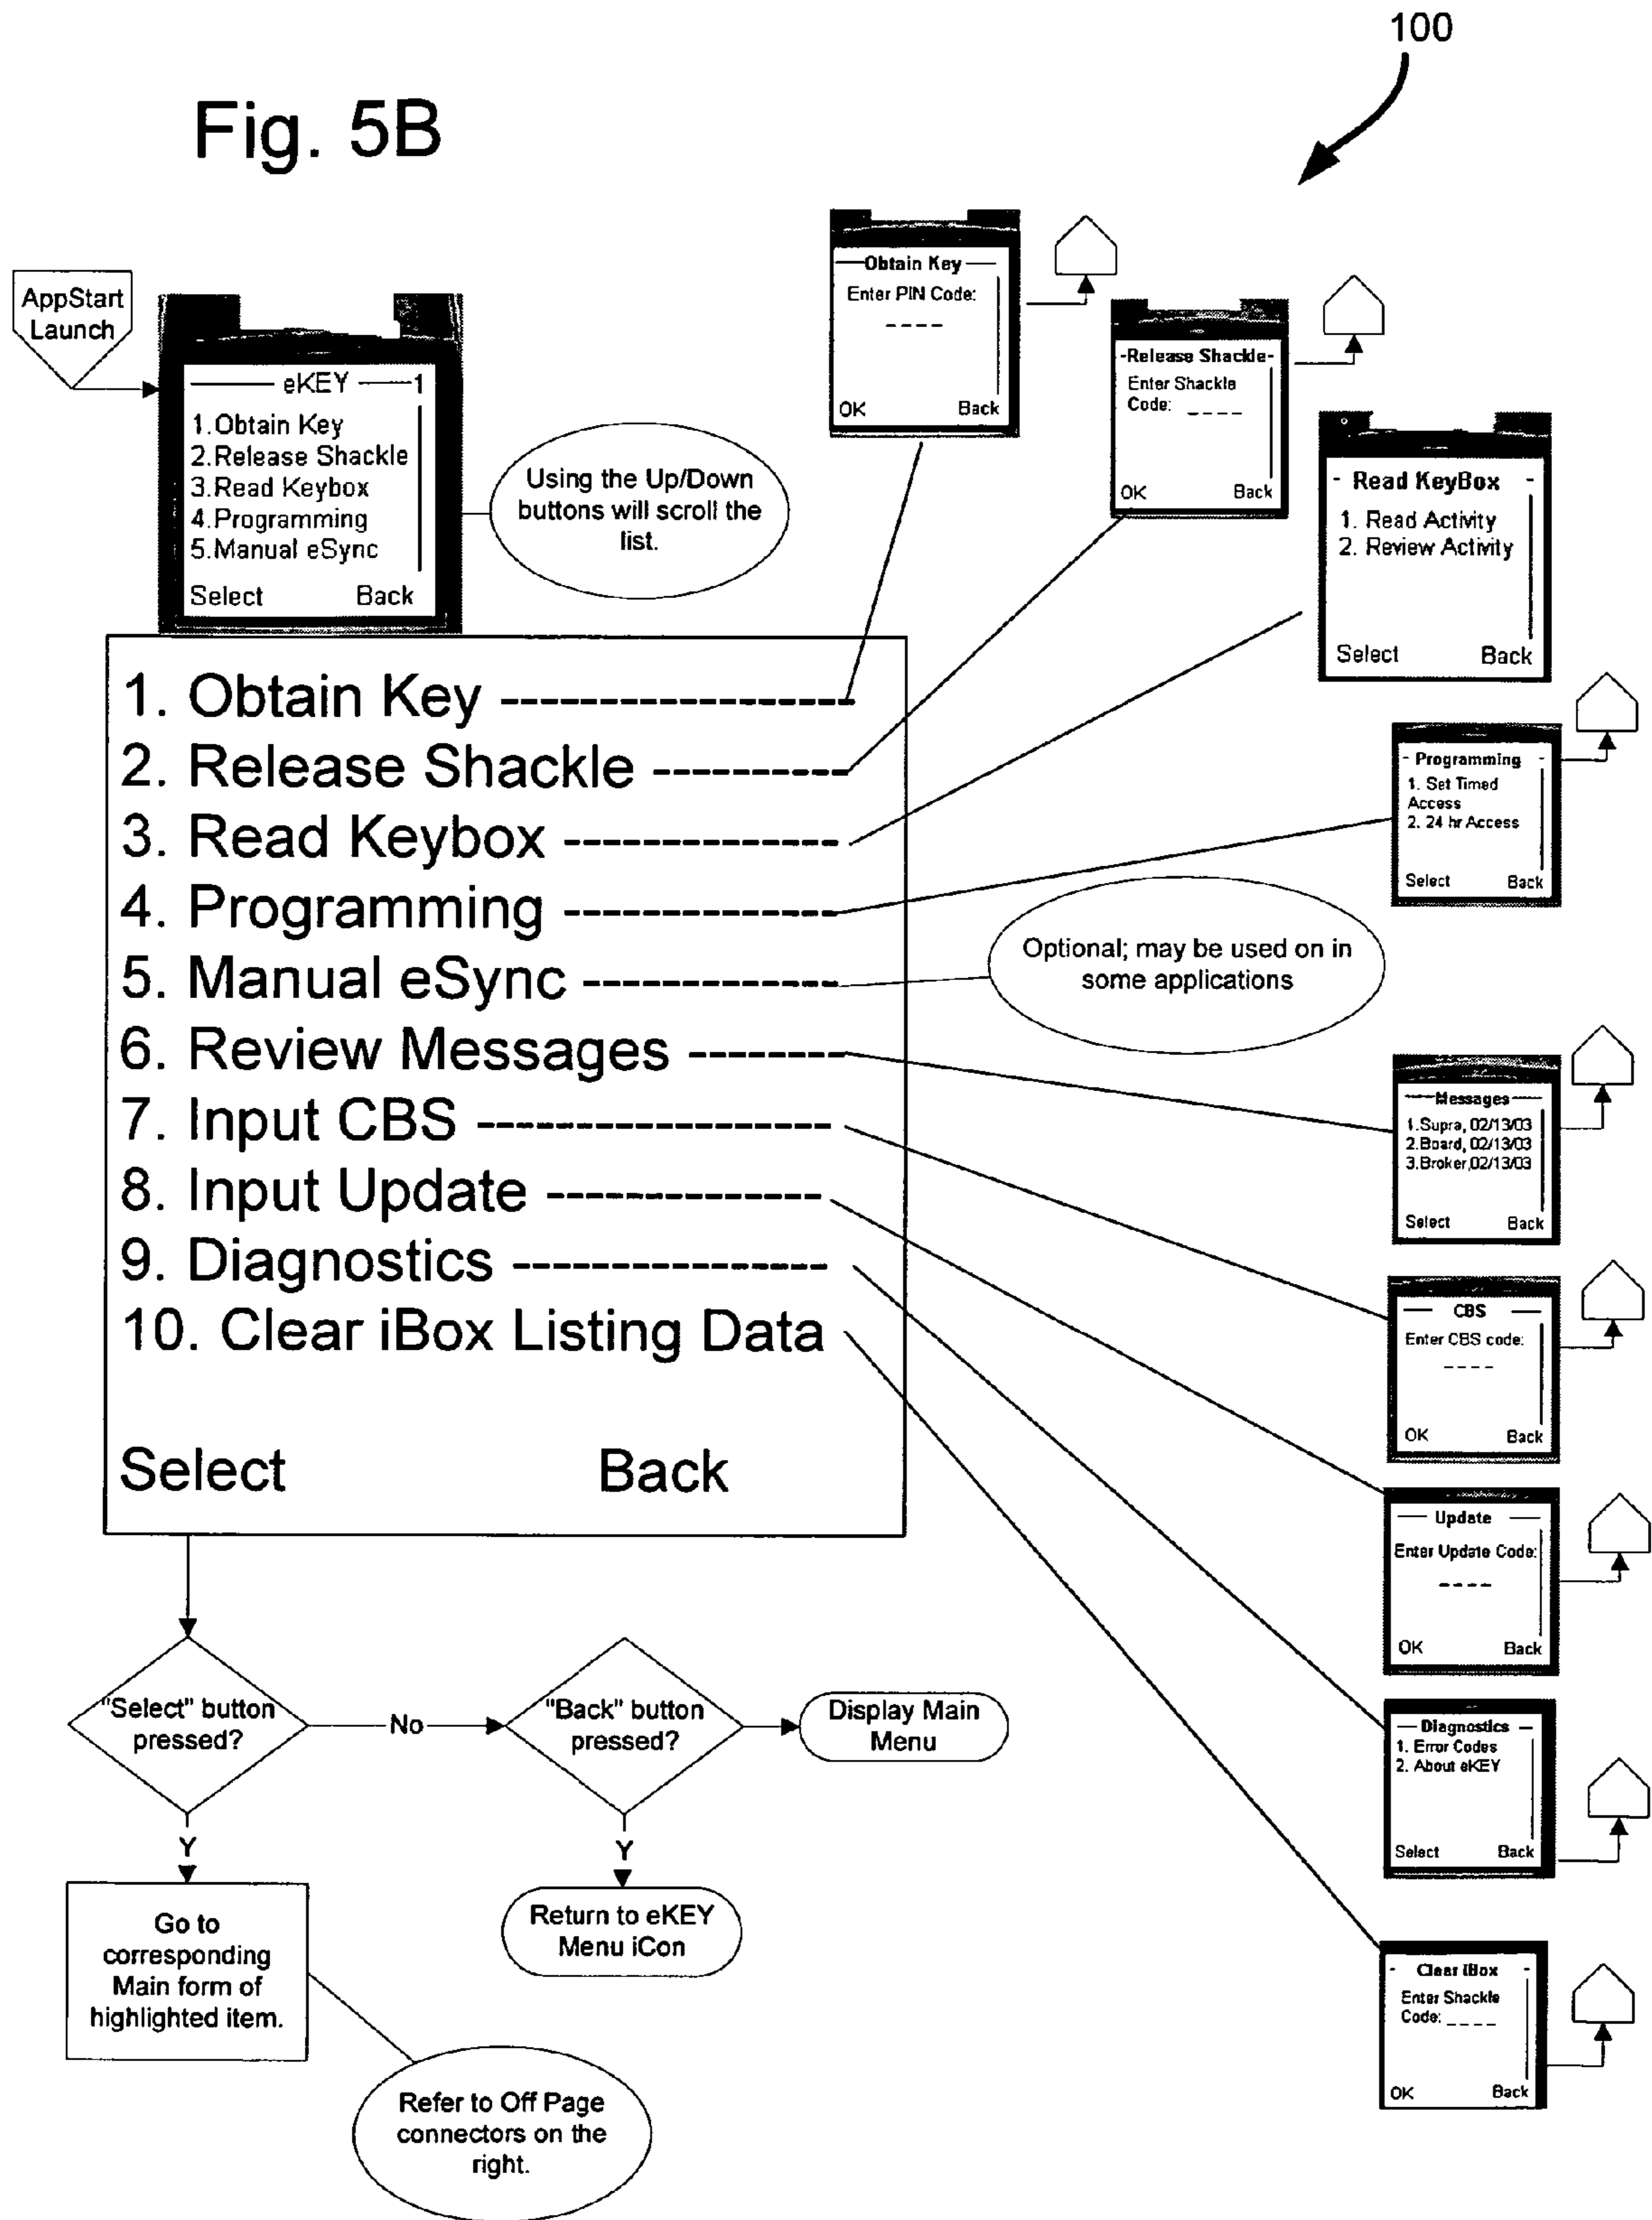 100
Fig. 5B
AppStart
Launch
eKEY 1
1.Obtain Key
2.Release Shackle
3.Read Keybox
4.Programming
5.Manual eSync
Select Back
Using the Up/Down
buttons will scroll the
list.
Obtain Key
Enter PIN Code:
_ _ _ _
OK Back
-Release Shackle-
Enter Shackle
Code: _ _ _ _
OK Back
- Read KeyBox -
1. Read Activity
2. Review Activity
Select Back
1. Obtain Key
2. Release Shackle
3. Read Keybox
4. Programming
5. Manual eSync
6. Review Messages
7. Input CBS
8. Input Update
9. Diagnostics
10. Clear iBox Listing Data
Select Back
- Programming -
1. Set Timed
Access
2. 24 hr Access
Select Back
Optional; may be used on in
some applications
Messages
1.Supra, 02/13/03
2.Board, 02/13/03
3.Broker,02/13/03
Select Back
CBS
Enter CBS code:
_ _ _ _
OK Back
Update
Enter Update Code:
_ _ _ _
OK Back
Diagnostics
1. Error Codes
2. About eKEY
Select Back
- Clear iBox -
Enter Shackle
Code: _ _ _ _
OK Back
"Select" button
pressed?
No
"Back" button
pressed?
Display Main
Menu
Y
Y
Go to
corresponding
Main form of
highlighted item.
Return to eKEY
Menu iCon
Refer to Off Page
connectors on the
right.